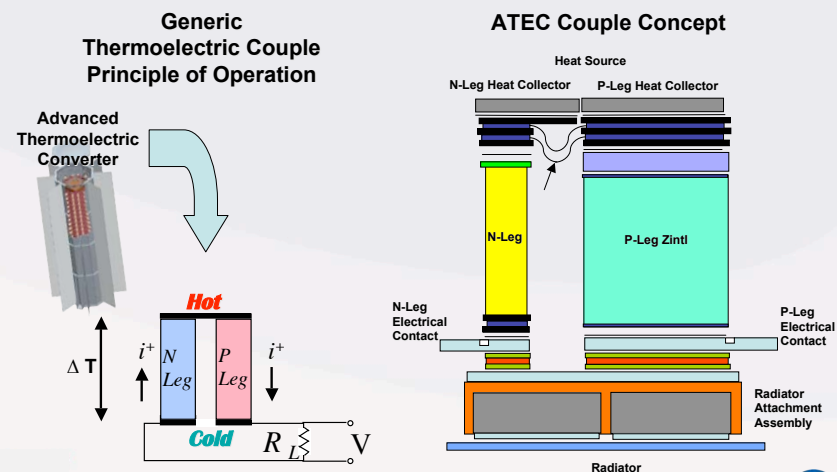 Generic
Thermoelectric Couple
Principle of Operation
Advanced
Thermoelectric
Converter
Hot
Δ T
i+
N
Leg
P
Leg
i+
Cold
R L
V
ATEC Couple Concept
Heat Source
N-Leg Heat Collector
P-Leg Heat Collector
N-Leg
P-Leg Zintl
N-Leg
Electrical
Contact
P-Leg
Electrical
Contact
Radiator
Attachment
Assembly
Radiator